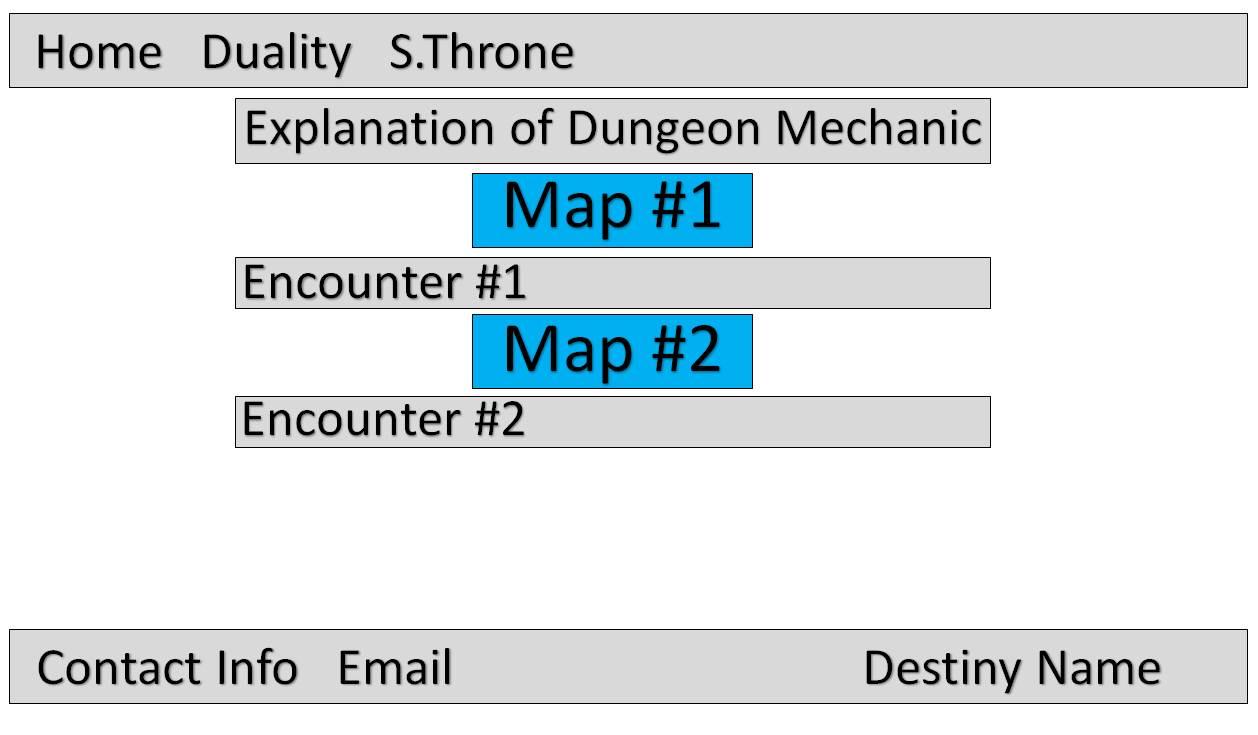 Home Duality S.Throne
Explanation of Dungeon Mechanic
Map #1
Encounter #1
Map #2
Encounter #2
Contact Info Email Destiny Name